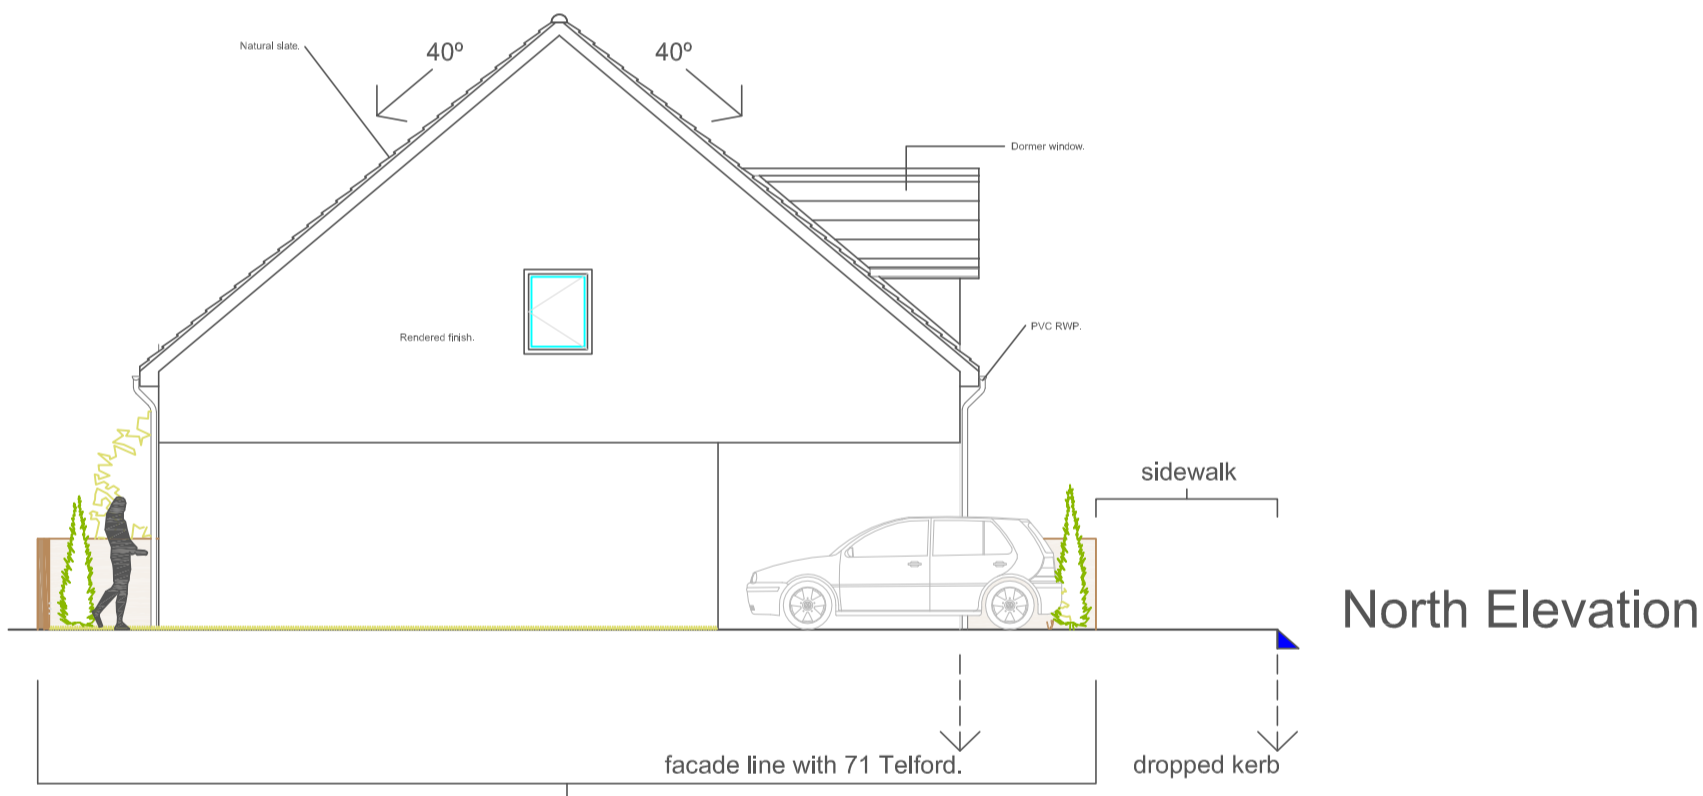 Natural slate.
40º
40º
Dormer window.
Rendered finish.
PVC RWP.
sidewalk
North Elevation
facade line with 71 Telford.
dropped kerb